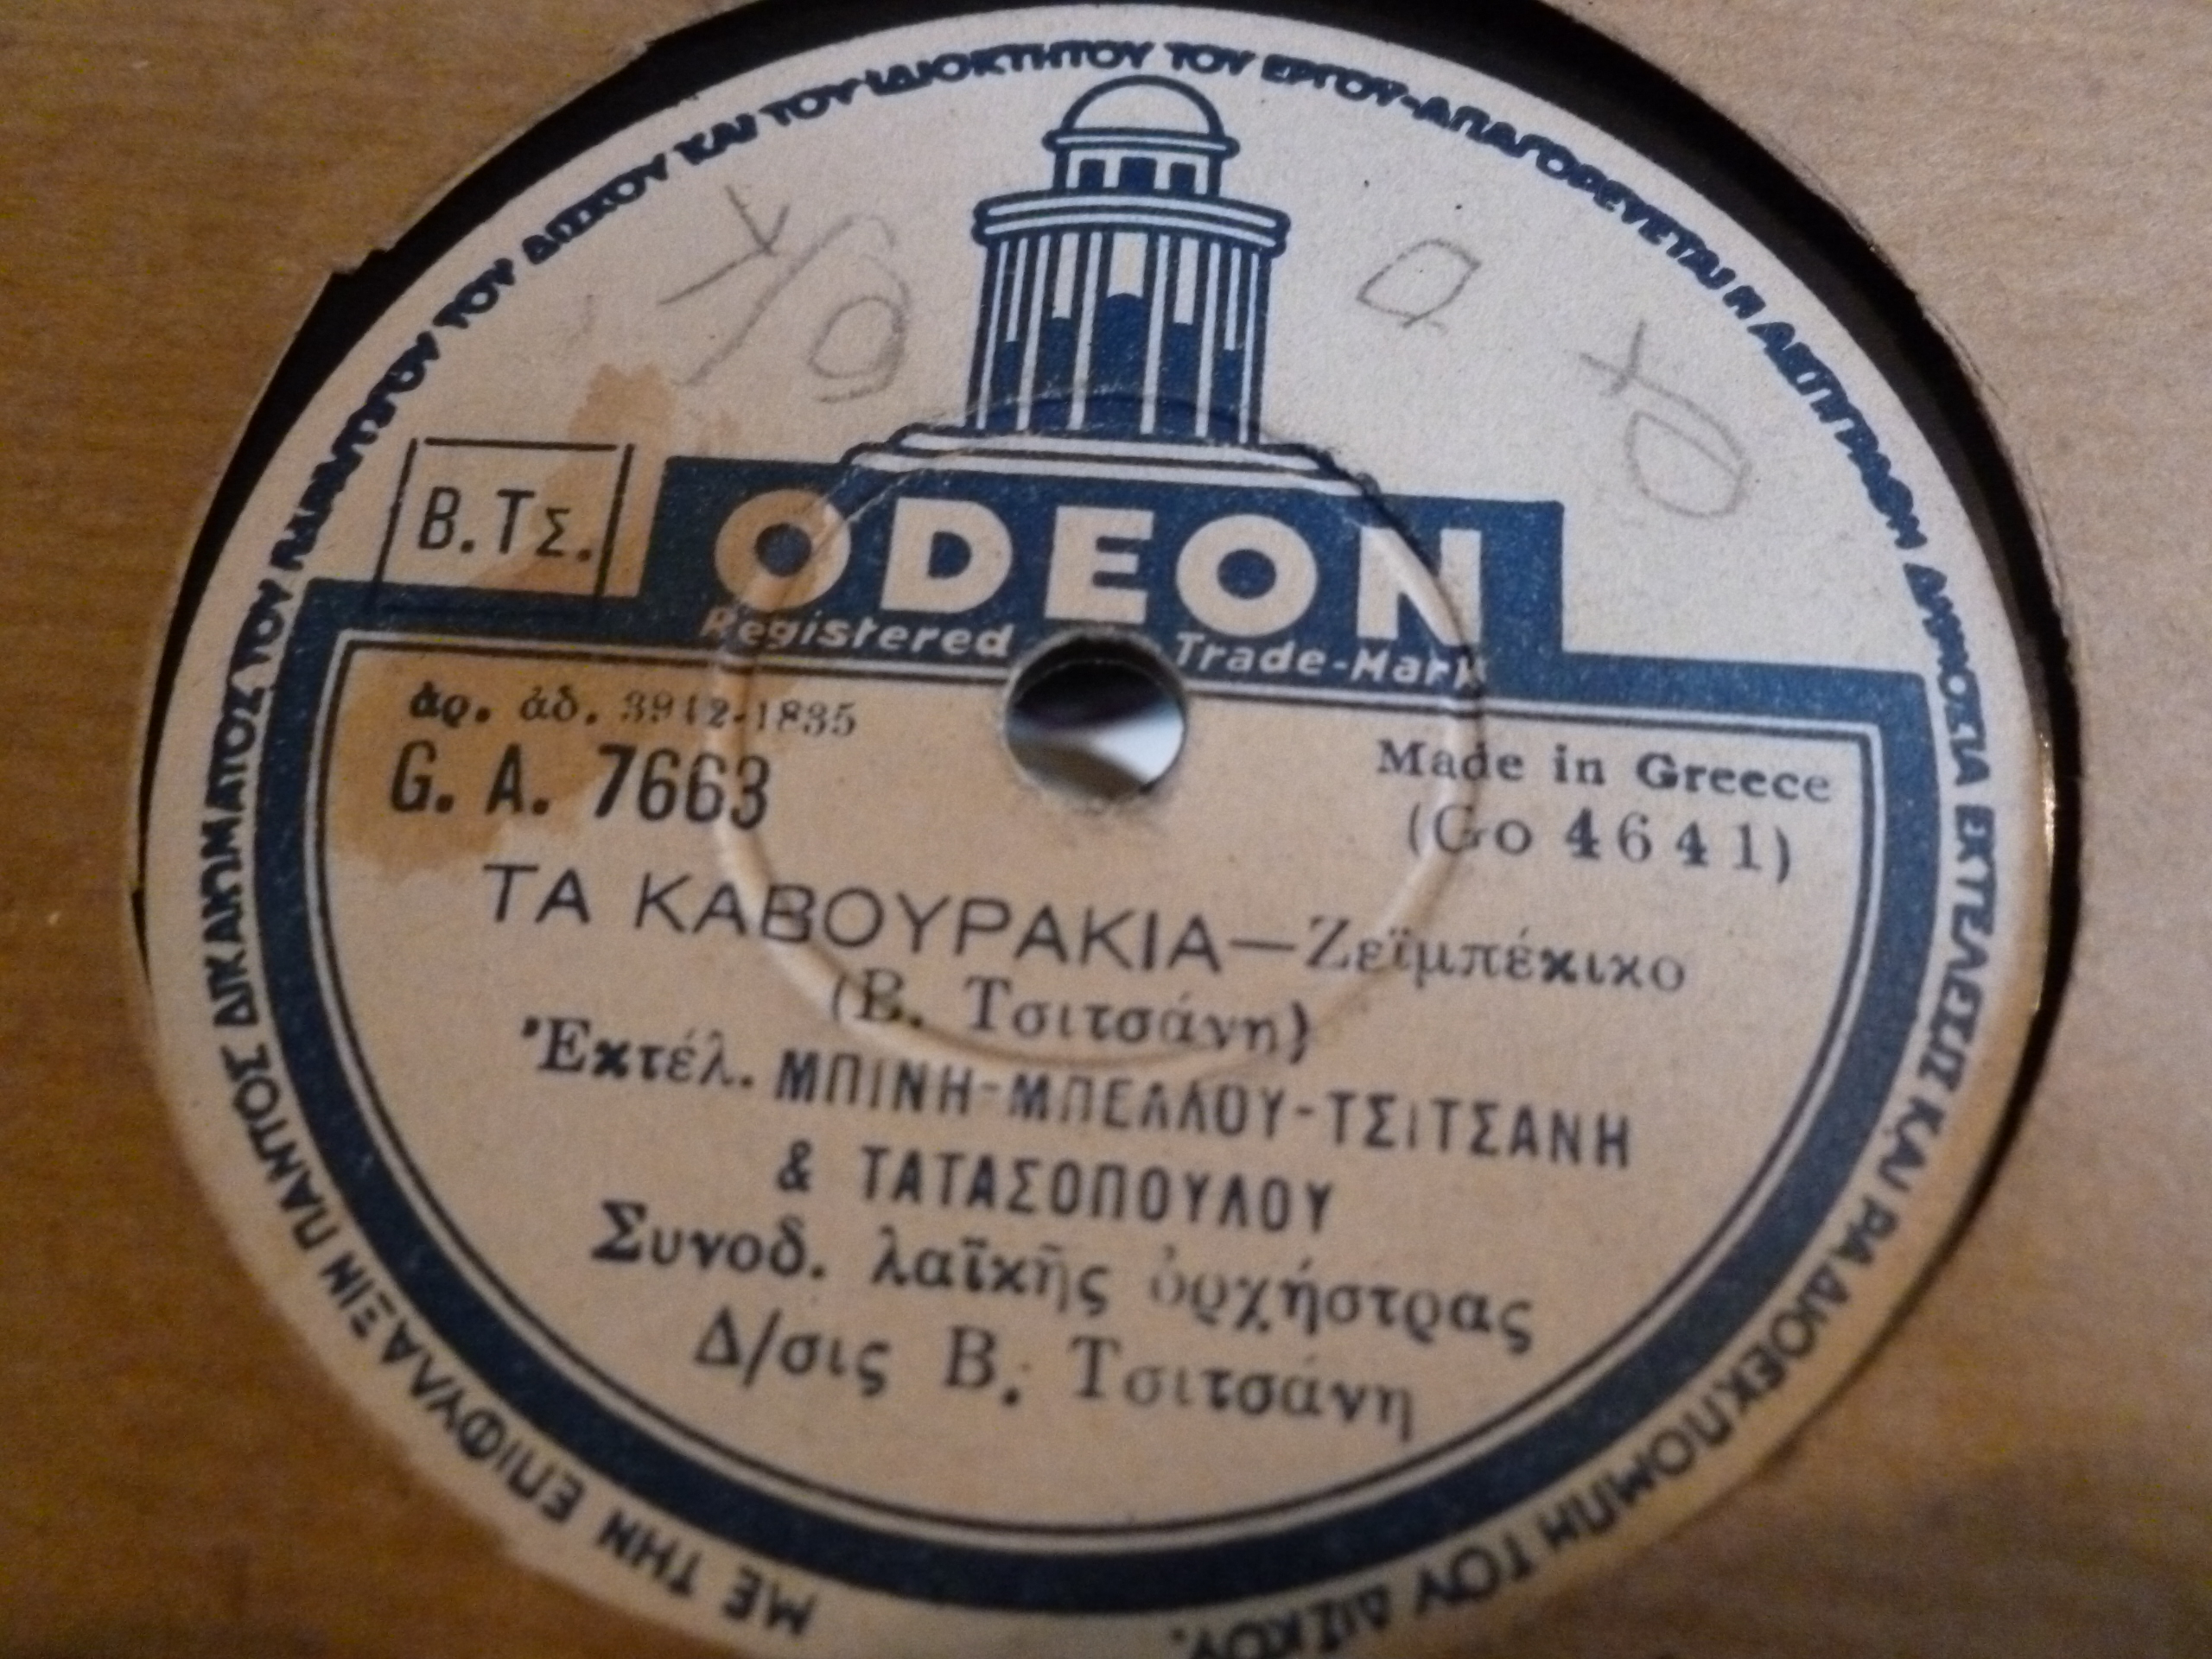 ΜΕ ΤΗΝ ΕΠΙΦΥΛΑΞΙΝ ΠΑΝΤΟΣ ΔΙΚΑΙΩΜΑΤΟΣ ΤΟΥ ΠΑΡΑΓΩΓΟΥ ΤΟΥ ΔΙΣΚΟΥ ΚΑΙ ΤΟΥ ΙΔΙΟΚΤΗΤΟΥ ΤΟΥ ΕΡΓΟΥ-ΑΠΑΓΟΡΕΥΕΤΑΙ Η ΑΝΤΙΓΡΑΦΗ ΔΗΜΟΣΙΑ ΕΚΤΕΛΕΣΙΣ ΚΑΙ ΡΑΔΙΟΕΚΠΟΜΠΗ ΤΟΥ ΔΙΣΚΟΥ.
Β.ΤΣ.
ODEON
Registered Trade-Mark
ἀρ. ἀδ. 3942-1835
G. A. 7663
Made in Greece
(Go 4641)
ΤΑ ΚΑΒΟΥΡΑΚΙΑ—Ζεϊμπέκικο
(Β. Τσιτσάνη)
Ἐκτέλ. ΜΠΙΝΗ-ΜΠΕΛΛΟΥ-ΤΣΙΤΣΑΝΗ
& ΤΑΤΑΣΟΠΟΥΛΟΥ
Συνοδ. λαϊκῆς ὀρχήστρας
Δ/σις Β. Τσιτσάνη